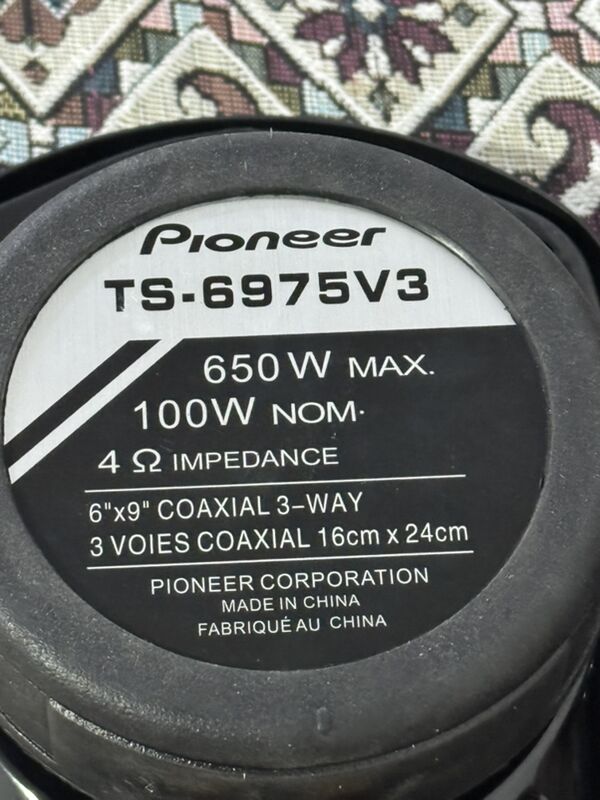 Pioneer
TS-6975V3
650W MAX.
100W NOM.
4 Ω IMPEDANCE
6"x9" COAXIAL 3-WAY
3 VOIES COAXIAL 16cm x 24cm
PIONEER CORPORATION
MADE IN CHINA
FABRIQUÉ AU CHINA